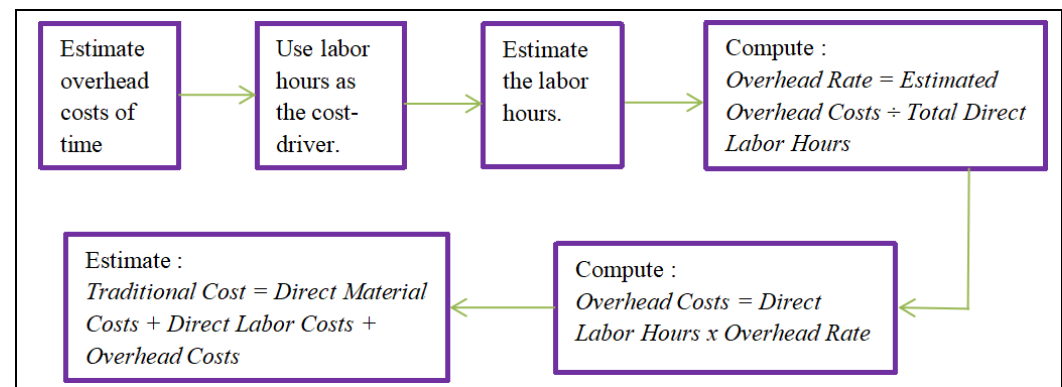 Estimate
overhead
costs of
time
Use labor
hours as
the cost-
driver.
Estimate
the labor
hours.
Compute :
Overhead Rate = Estimated
Overhead Costs ÷ Total Direct
Labor Hours
Compute :
Overhead Costs = Direct
Labor Hours x Overhead Rate
Estimate :
Traditional Cost = Direct Material
Costs + Direct Labor Costs +
Overhead Costs